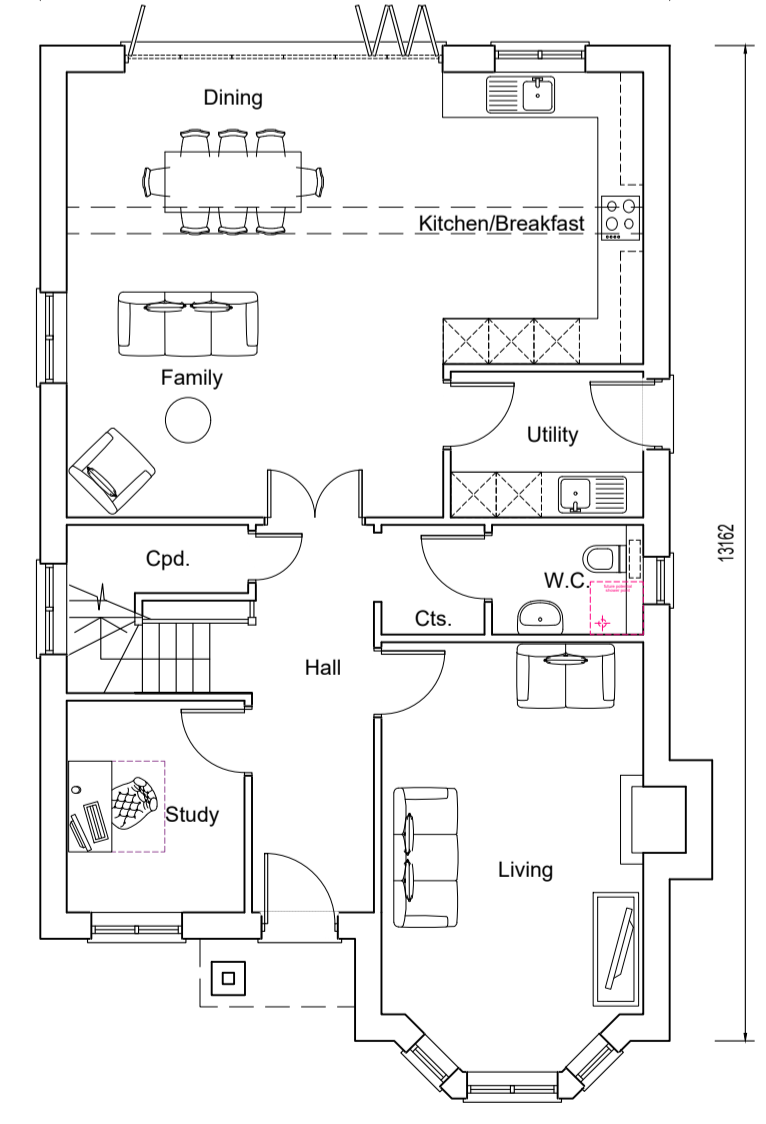 Dining
Kitchen/Breakfast
Family
Utility
Cpd.
W.C.
Cts.
Hall
Study
Living
13162